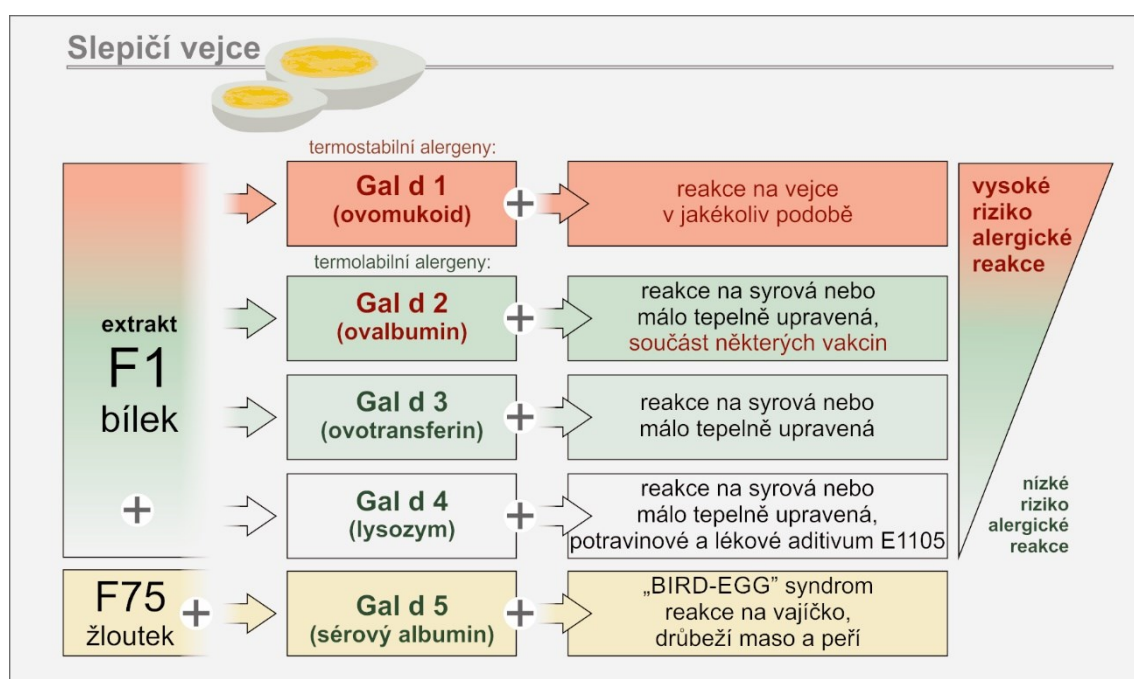 Slepičí vejce
termostabilní alergeny:
Gal d 1
(ovomukoid)
+
reakce na vejce
v jakékoliv podobě
vysoké
riziko
alergické
reakce
termolabilní alergeny:
extrakt
F1
bílek
+
Gal d 2
(ovalbumin)
+
reakce na syrová nebo
málo tepelně upravená,
součást některých vakcin
Gal d 3
(ovotransferin)
+
reakce na syrová nebo
málo tepelně upravená
Gal d 4
(lysozym)
+
reakce na syrová nebo
málo tepelně upravená,
potravinové a lékové aditivum E1105
nízké
riziko
alergické
reakce
F75
žloutek
+
Gal d 5
(sérový albumin)
+
„BIRD-EGG” syndrom
reakce na vajíčko,
drůbeží maso a peří